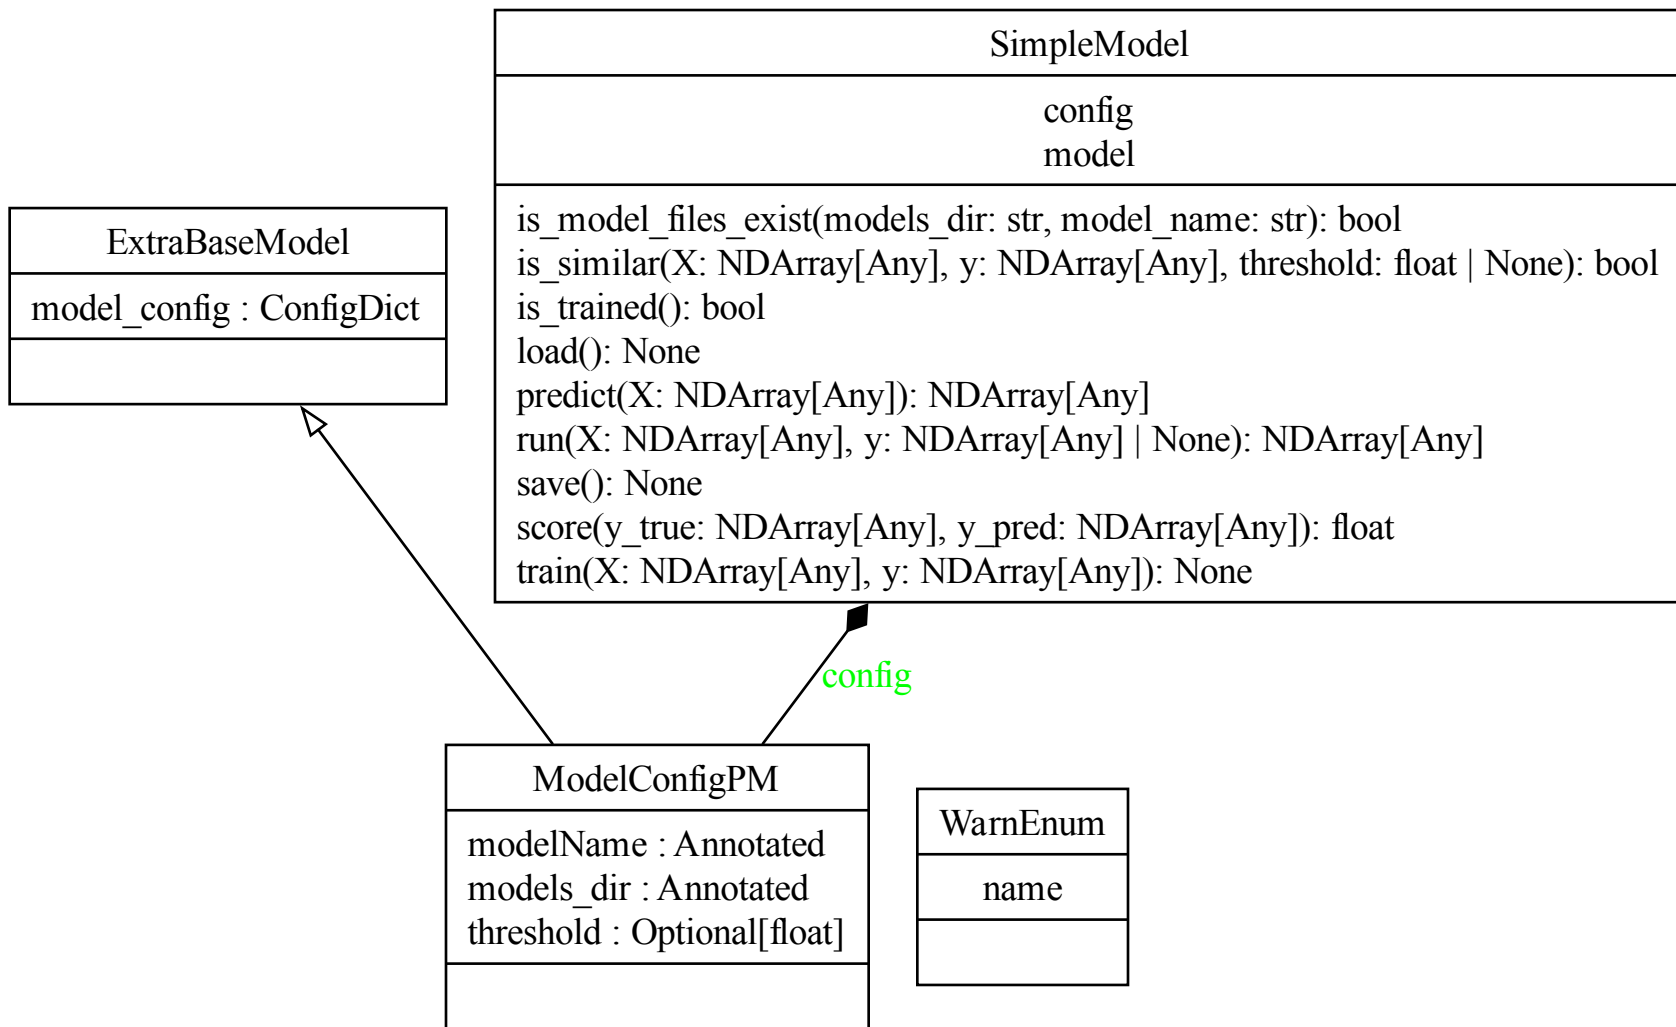 SimpleModel
config
model
is_model_files_exist(models_dir: str, model_name: str): bool
is_similar(X: NDArray[Any], y: NDArray[Any], threshold: float | None): bool
is_trained(): bool
load(): None
predict(X: NDArray[Any]): NDArray[Any]
run(X: NDArray[Any], y: NDArray[Any] | None): NDArray[Any]
save(): None
score(y_true: NDArray[Any], y_pred: NDArray[Any]): float
train(X: NDArray[Any], y: NDArray[Any]): None
ExtraBaseModel
model_config : ConfigDict
config
ModelConfigPM
modelName : Annotated
models_dir : Annotated
threshold : Optional[float]
WarnEnum
name